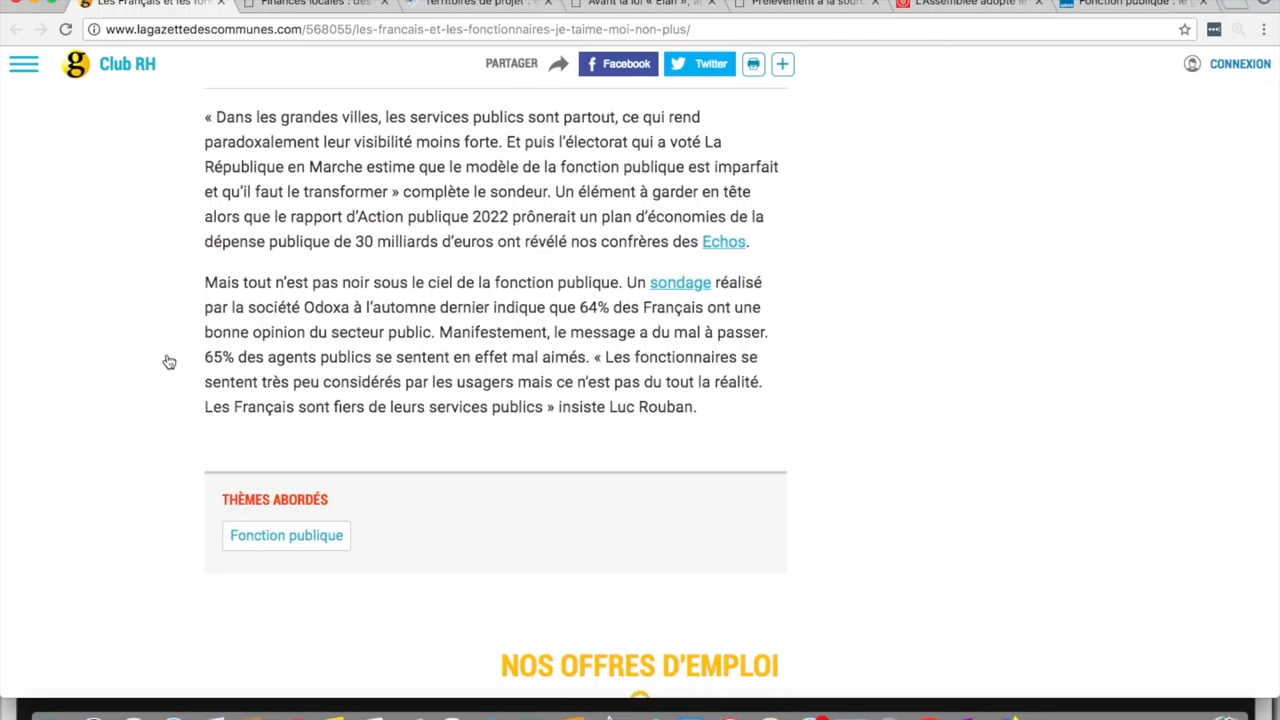 Les Français et les fon
Finances locales : des
Territoires de projet :
Avant la loi « Elan »,
Prélèvement à la sour
L'Assemblée adopte le
Fonction publique : le
www.lagazettedescommunes.com/568055/les-francais-et-les-fonctionnaires-je-taime-moi-non-plus/
g Club RH
PARTAGER
Facebook
Twitter
CONNEXION
« Dans les grandes villes, les services publics sont partout, ce qui rend
paradoxalement leur visibilité moins forte. Et puis l'électorat qui a voté La
République en Marche estime que le modèle de la fonction publique est imparfait
et qu'il faut le transformer » complète le sondeur. Un élément à garder en tête
alors que le rapport d'Action publique 2022 prônerait un plan d'économies de la
dépense publique de 30 milliards d'euros ont révélé nos confrères des Echos.
Mais tout n'est pas noir sous le ciel de la fonction publique. Un sondage réalisé
par la société Odoxa à l'automne dernier indique que 64% des Français ont une
bonne opinion du secteur public. Manifestement, le message a du mal à passer.
65% des agents publics se sentent en effet mal aimés. « Les fonctionnaires se
sentent très peu considérés par les usagers mais ce n'est pas du tout la réalité.
Les Français sont fiers de leurs services publics » insiste Luc Rouban.
THÈMES ABORDÉS
Fonction publique
NOS OFFRES D'EMPLOI